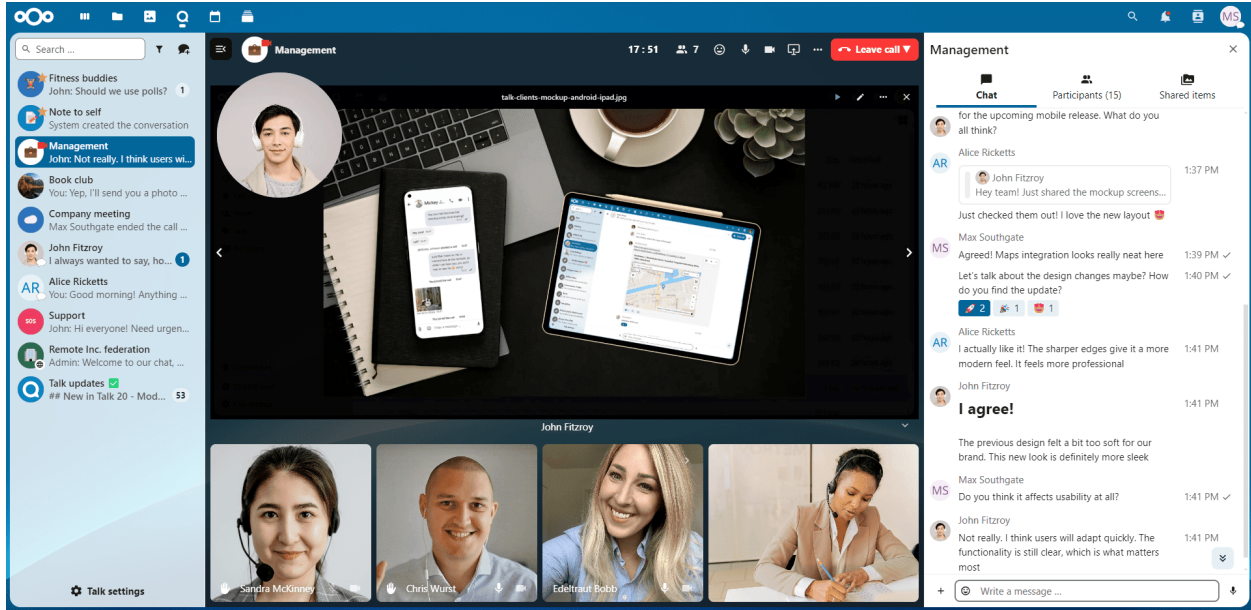 Search ...
Fitness buddies
John: Should we use polls?
1
Note to self
System created the conversation
Management
John: Not really. I think users wi...
Book club
You: Yep, I'll send you a photo ...
Company meeting
Max Southgate ended the call ...
John Fitzroy
I always wanted to say, ho...
1
AR
Alice Ricketts
You: Good morning! Anything ...
SOS
Support
John: Hi everyone! Need urgen...
Remote Inc. federation
Admin: Welcome to our chat, ...
Talk updates ✅
## New in Talk 20 - Mod...
53
Talk settings
Management
17 : 51
7
Leave call
talk-clients-mockup-android-ipad.jpg
John Fitzroy
Sandra McKinney
Chris Wurst
Edeltraut Bobb
MS
Management
Chat
Participants (15)
Shared items
for the upcoming mobile release. What do you
all think?
AR
Alice Ricketts
John Fitzroy
Hey team! Just shared the mockup screens...
1:37 PM
Just checked them out! I love the new layout 🤩
MS
Max Southgate
Agreed! Maps integration looks really neat here
1:39 PM
Let's talk about the design changes maybe? How
do you find the update?
1:40 PM
🚀 2
🎉 1
🤩 1
AR
Alice Ricketts
I actually like it! The sharper edges give it a more
modern feel. It feels more professional
1:41 PM
John Fitzroy
I agree!
1:41 PM
The previous design felt a bit too soft for our
brand. This new look is definitely more sleek
MS
Max Southgate
Do you think it affects usability at all?
1:41 PM
John Fitzroy
Not really. I think users will adapt quickly. The
functionality is still clear, which is what matters
most
1:41 PM
Write a message ...